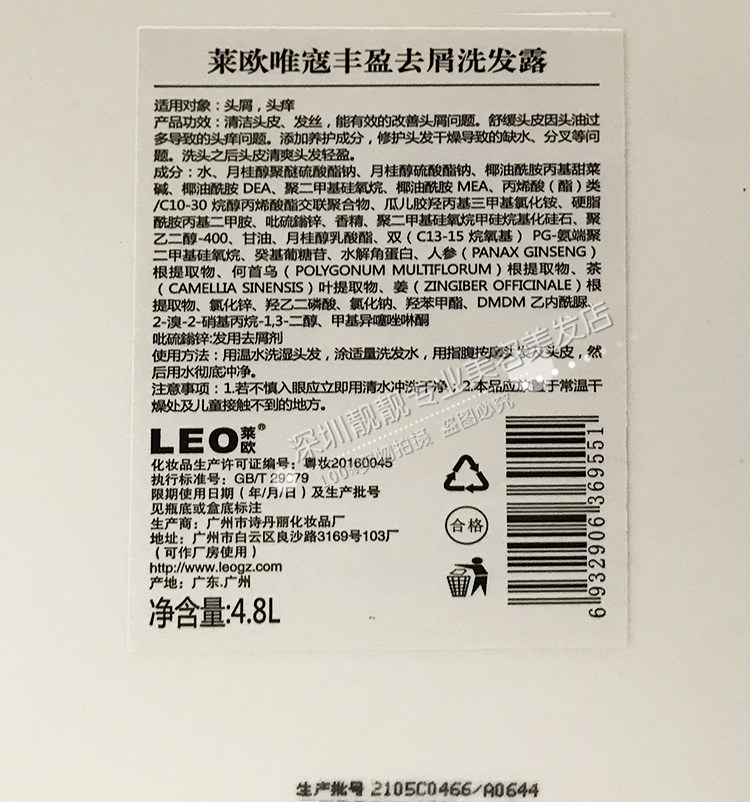 莱欧唯寇丰盈去屑洗发露
适用对象：头屑，头痒
产品功效：清洁头皮、发丝，能有效的改善头屑问题。舒缓头皮因头油过
多导致的头痒问题。添加养护成分，修护头发干燥导致的缺水、分叉等问
题。洗头之后头皮清爽头发轻盈。
成分：水、月桂醇聚醚硫酸酯钠、月桂醇硫酸酯钠、椰油酰胺丙基甜菜
碱、椰油酰胺 DEA、聚二甲基硅氧烷、椰油酰胺 MEA、丙烯酸（酯）类
/C10-30 烷醇丙烯酸酯交联聚合物、瓜儿胶羟丙基三甲基氯化铵、硬脂
酰胺丙基二甲胺、吡硫鎓锌、香精、聚二甲基硅氧烷甲硅烷基化硅石、聚
乙二醇-400、甘油、月桂醇乳酸酯、双（C13-15 烷氧基）PG-氨端聚
二甲基硅氧烷、癸基葡糖苷、水解角蛋白、人参（PANAX GINSENG）
根提取物、何首乌（POLYGONUM MULTIFLORUM）根提取物、茶
（CAMELLIA SINENSIS）叶提取物、姜（ZINGIBER OFFICINALE）根
提取物、氯化锌、羟乙二磷酸、氯化钠、羟苯甲酯、DMDM 乙内酰脲、
2-溴-2-硝基丙烷-1,3-二醇、甲基异噻唑啉酮
吡硫鎓锌:发用去屑剂
使用方法：用温水洗湿头发，涂适量洗发水，用指腹按摩头发及头皮，然
后用水彻底冲净。
注意事项：1.若不慎入眼应立即用清水冲洗干净；2.本品应放置于常温干
燥处及儿童接触不到的地方。
深圳靓靓 专业美容美发店
100%实物拍摄 盗图必究
LEO 莱欧®
化妆品生产许可证编号：粤妆20160045
执行标准号：GB/T 29679
限期使用日期（年/月/日）及生产批号
见瓶底或盒底标注
生产商：广州市诗丹丽化妆品厂
地址：广州市白云区良沙路3169号103厂
（可作厂房使用）
http://www.leogz.com
产地：广东.广州
净含量:4.8L
合格
6 932906 369551
生产批号 2105C0466/A0644